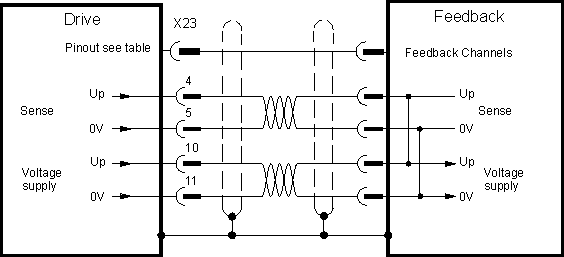 Drive
X23
Feedback
Pinout see table
Feedback Channels
Up
4
Up
Sense
Sense
0V
5
0V
Up
10
Up
Voltage
supply
Voltage
supply
0V
11
0V